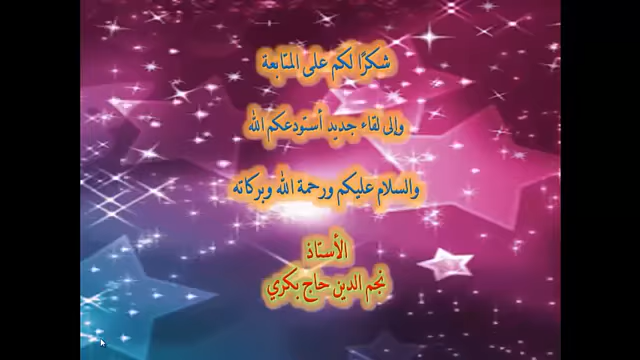 شكرًا لكم على المتابعة
وإلى لقاء جديد أستودعكم الله
والسلام عليكم ورحمة الله وبركاته
الأستاذ
نجم الدين حاج بكري